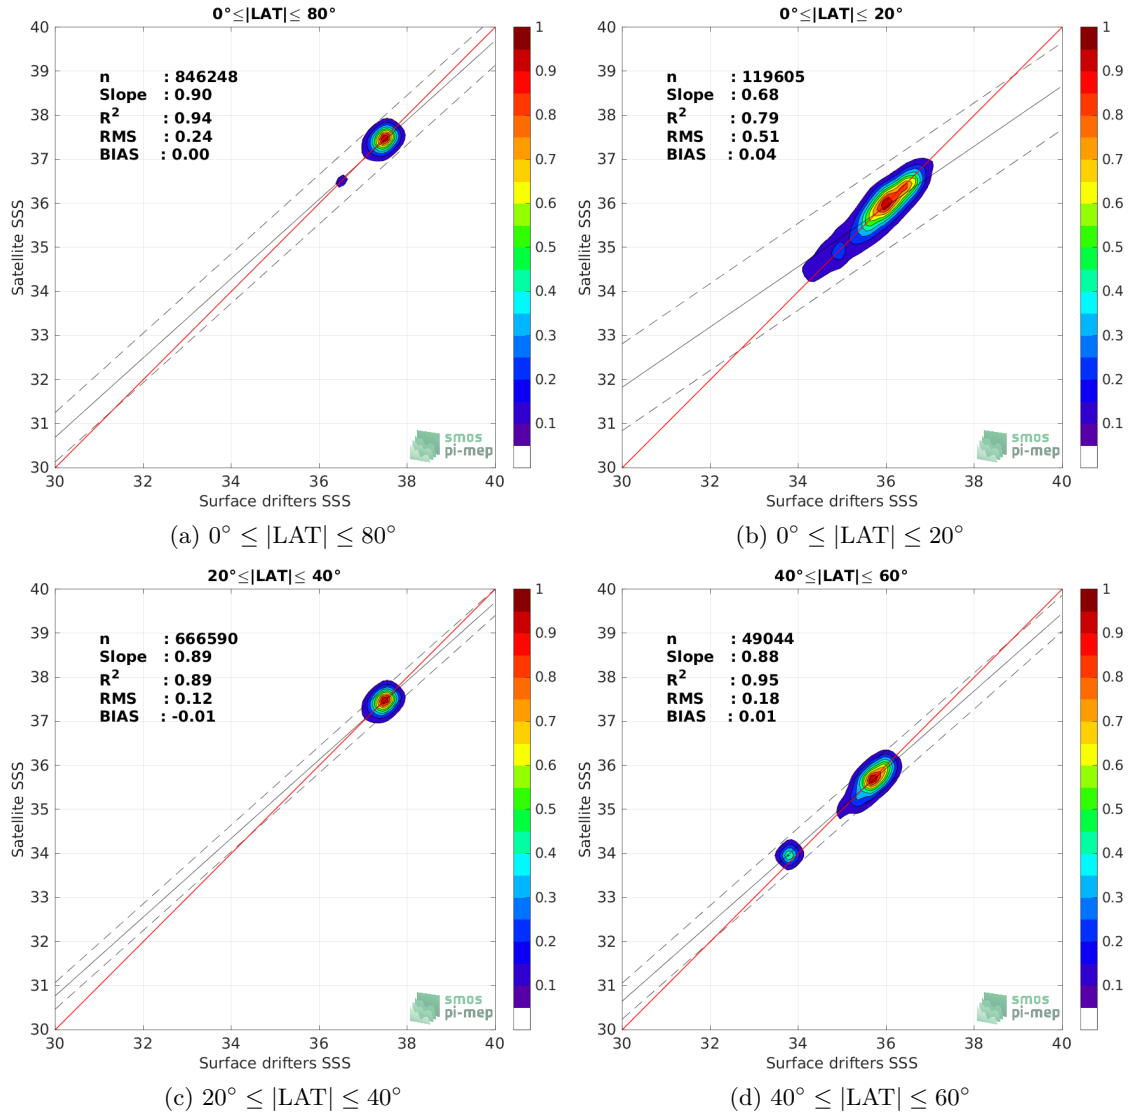 0°≤|LAT|≤ 80°
n : 846248
Slope : 0.90
R² : 0.94
RMS : 0.24
BIAS : 0.00
40
39
38
37
36
35
34
33
32
31
30
30 32 34 36 38 40
Satellite SSS
Surface drifters SSS
smos
pi-mep
1
0.9
0.8
0.7
0.6
0.5
0.4
0.3
0.2
0.1
(a) 0° ≤ |LAT| ≤ 80°
0°≤|LAT|≤ 20°
n : 119605
Slope : 0.68
R² : 0.79
RMS : 0.51
BIAS : 0.04
40
39
38
37
36
35
34
33
32
31
30
30 32 34 36 38 40
Satellite SSS
Surface drifters SSS
smos
pi-mep
1
0.9
0.8
0.7
0.6
0.5
0.4
0.3
0.2
0.1
(b) 0° ≤ |LAT| ≤ 20°
20°≤|LAT|≤ 40°
n : 666590
Slope : 0.89
R² : 0.89
RMS : 0.12
BIAS : -0.01
40
39
38
37
36
35
34
33
32
31
30
30 32 34 36 38 40
Satellite SSS
Surface drifters SSS
smos
pi-mep
1
0.9
0.8
0.7
0.6
0.5
0.4
0.3
0.2
0.1
(c) 20° ≤ |LAT| ≤ 40°
40°≤|LAT|≤ 60°
n : 49044
Slope : 0.88
R² : 0.95
RMS : 0.18
BIAS : 0.01
40
39
38
37
36
35
34
33
32
31
30
30 32 34 36 38 40
Satellite SSS
Surface drifters SSS
smos
pi-mep
1
0.9
0.8
0.7
0.6
0.5
0.4
0.3
0.2
0.1
(d) 40° ≤ |LAT| ≤ 60°